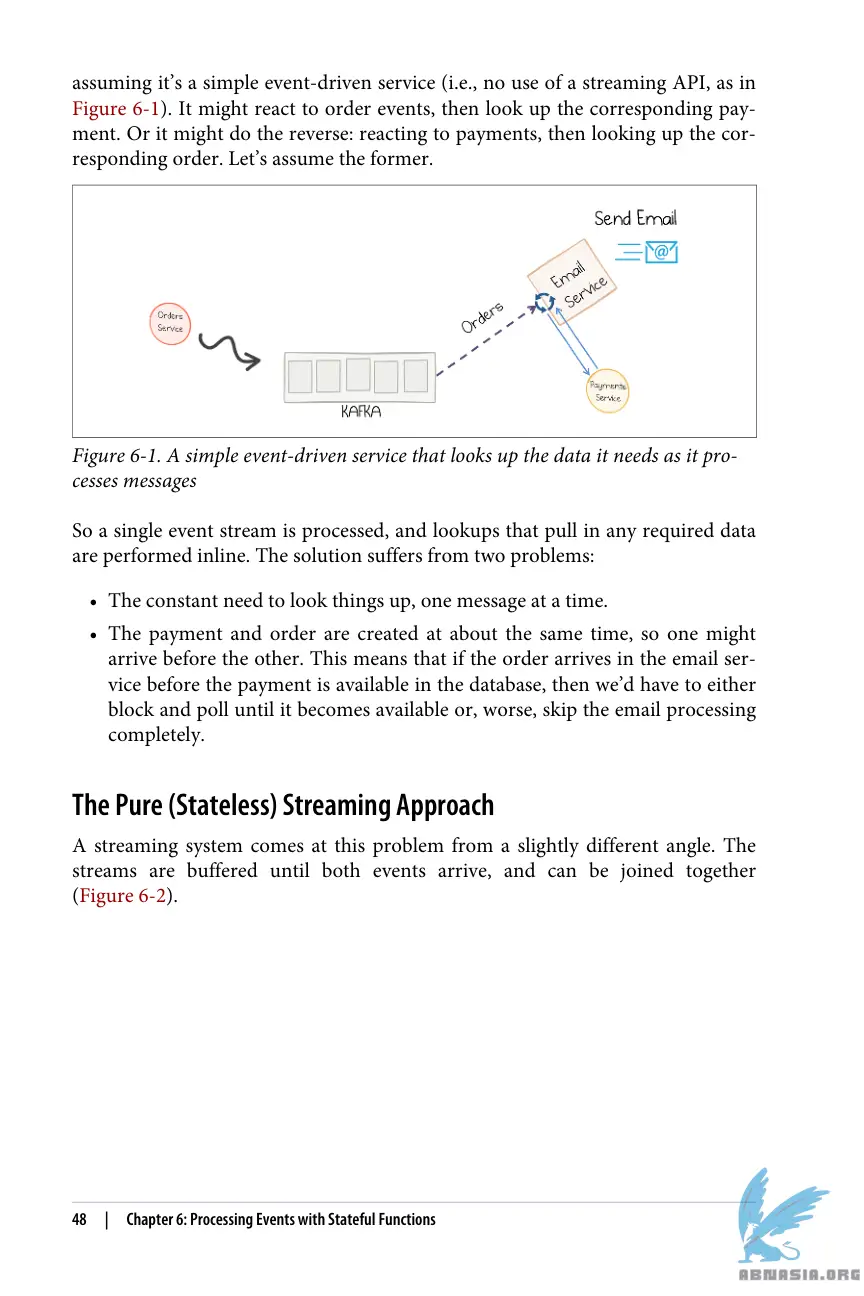 assuming it’s a simple event-driven service (i.e., no use of a streaming API, as in
Figure 6-1). It might react to order events, then look up the corresponding pay-
ment. Or it might do the reverse: reacting to payments, then looking up the cor-
responding order. Let’s assume the former.
Send Email
@
Email
Service
Orders
Orders
Service
Payments
Service
KAFKA
Figure 6-1. A simple event-driven service that looks up the data it needs as it pro-
cesses messages
So a single event stream is processed, and lookups that pull in any required data
are performed inline. The solution suffers from two problems:
• The constant need to look things up, one message at a time.
• The payment and order are created at about the same time, so one might
arrive before the other. This means that if the order arrives in the email ser-
vice before the payment is available in the database, then we’d have to either
block and poll until it becomes available or, worse, skip the email processing
completely.
The Pure (Stateless) Streaming Approach
A streaming system comes at this problem from a slightly different angle. The
streams are buffered until both events arrive, and can be joined together
(Figure 6-2).
48 | Chapter 6: Processing Events with Stateful Functions
ABNASIA.ORG